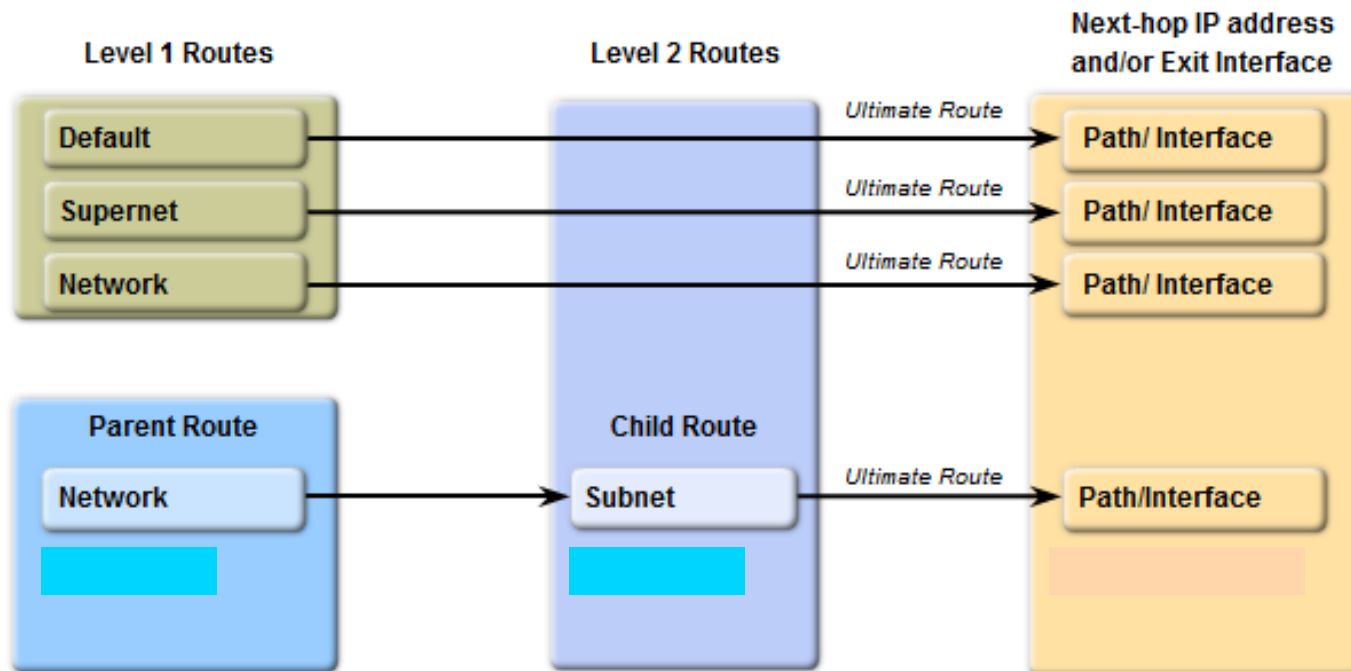 Level 1 Routes
Level 2 Routes
Next-hop IP address
and/or Exit Interface
Default
Ultimate Route
Path/ Interface
Supernet
Ultimate Route
Path/ Interface
Network
Ultimate Route
Path/ Interface
Parent Route
Child Route
Network
Subnet
Ultimate Route
Path/Interface